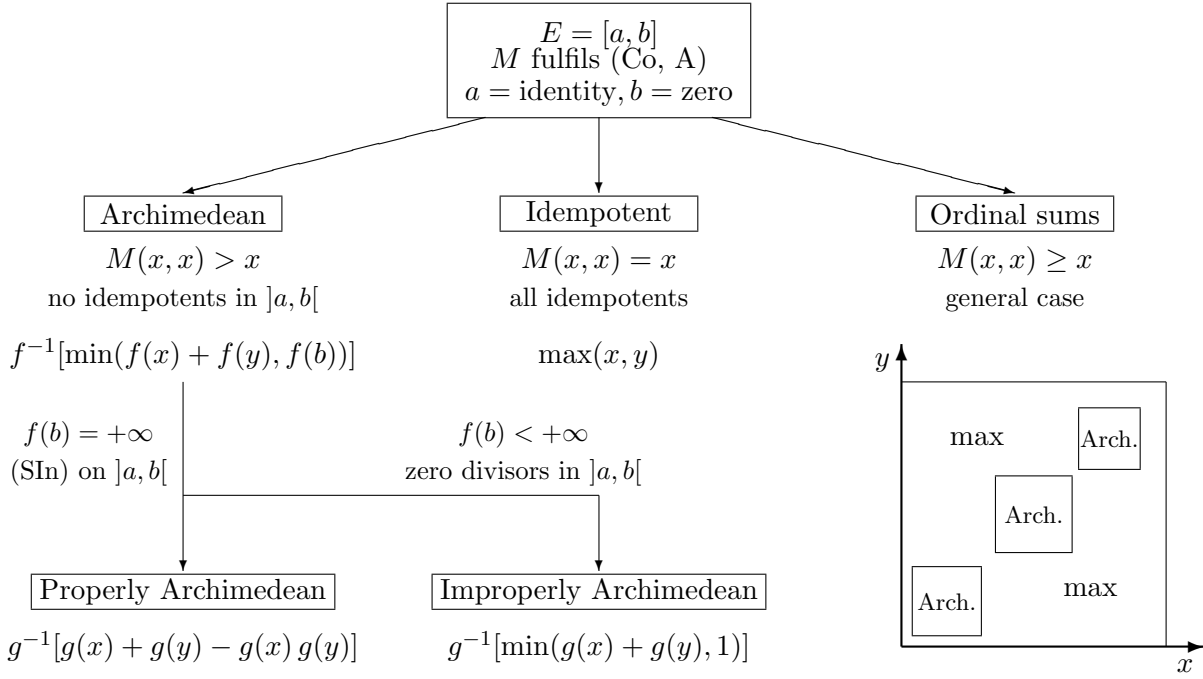 E = [a, b]
M fulfils (Co, A)
a = identity, b = zero
Archimedean
M(x, x) > x
no idempotents in ]a, b[
f⁻¹[min(f(x) + f(y), f(b))]
Idempotent
M(x, x) = x
all idempotents
max(x, y)
Ordinal sums
M(x, x) ≥ x
general case
f(b) = +∞
(SIn) on ]a, b[
f(b) < +∞
zero divisors in ]a, b[
Properly Archimedean
g⁻¹[g(x) + g(y) − g(x) g(y)]
Improperly Archimedean
g⁻¹[min(g(x) + g(y), 1)]
y
max
Arch.
Arch.
Arch.
max
x